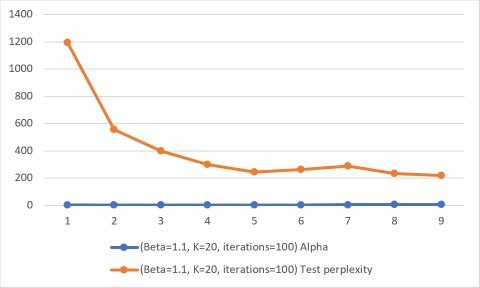 1400
1200
1000
800
600
400
200
0
1 2 3 4 5 6 7 8 9
(Beta=1.1, K=20, iterations=100) Alpha
(Beta=1.1, K=20, iterations=100) Test perplexity